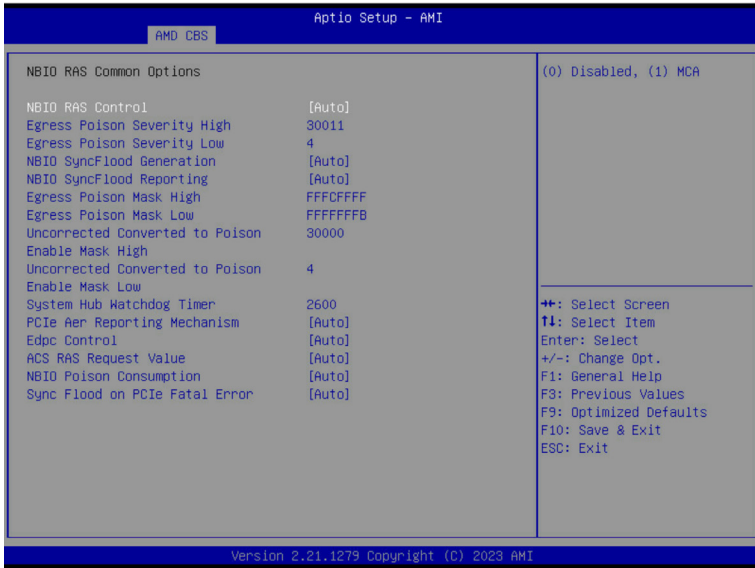 Aptio Setup – AMI
AMD CBS
NBIO RAS Common Options
(0) Disabled, (1) MCA
NBIO RAS Control [Auto]
Egress Poison Severity High 30011
Egress Poison Severity Low 4
NBIO SyncFlood Generation [Auto]
NBIO SyncFlood Reporting [Auto]
Egress Poison Mask High FFFCFFFF
Egress Poison Mask Low FFFFFFFB
Uncorrected Converted to Poison 30000
Enable Mask High
Uncorrected Converted to Poison 4
Enable Mask Low
System Hub Watchdog Timer 2600
PCIe Aer Reporting Mechanism [Auto]
Edpc Control [Auto]
ACS RAS Request Value [Auto]
NBIO Poison Consumption [Auto]
Sync Flood on PCIe Fatal Error [Auto]
→←: Select Screen
↑↓: Select Item
Enter: Select
+/-: Change Opt.
F1: General Help
F3: Previous Values
F9: Optimized Defaults
F10: Save & Exit
ESC: Exit
Version 2.21.1279 Copyright (C) 2023 AMI